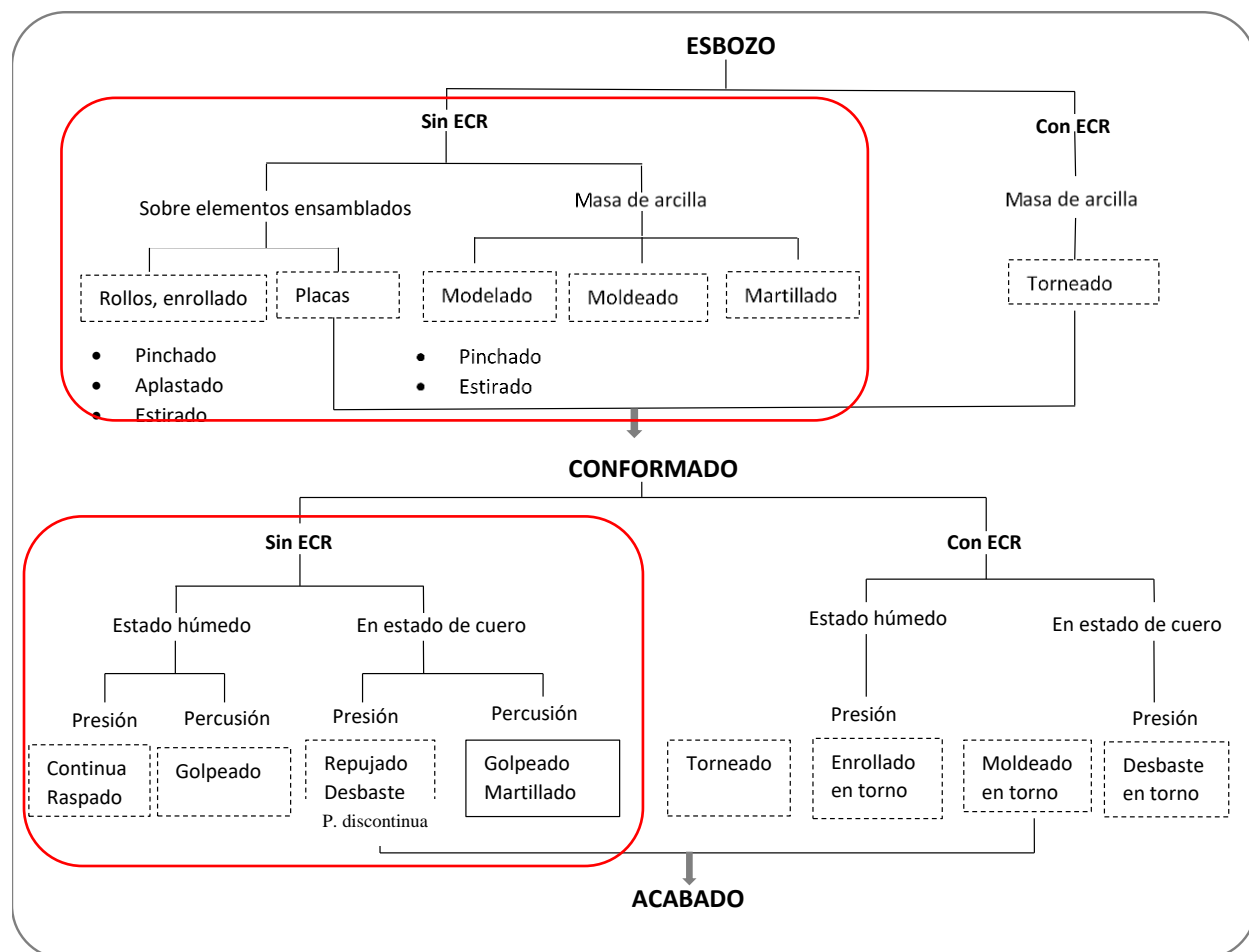 ESBOZO
Sin ECR
Con ECR
Sobre elementos ensamblados
Masa de arcilla
Masa de arcilla
Rollos, enrollado
Placas
Modelado
Moldeado
Martillado
Torneado
• Pinchado
• Aplastado
• Estirado
• Pinchado
• Estirado
CONFORMADO
Sin ECR
Con ECR
Estado húmedo
En estado de cuero
Estado húmedo
En estado de cuero
Presión
Percusión
Presión
Percusión
Presión
Presión
Continua
Raspado
Golpeado
Repujado
Desbaste
P. discontinua
Golpeado
Martillado
Torneado
Enrollado
en torno
Moldeado
en torno
Desbaste
en torno
ACABADO